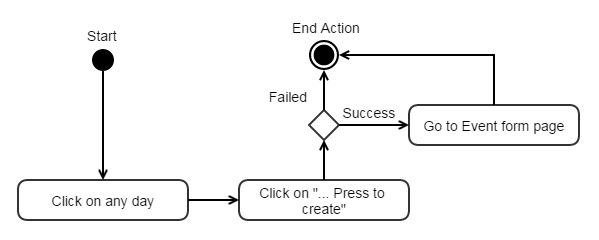 Start
End Action
Failed
Success
Go to Event form page
Click on any day
Click on "... Press to
create"